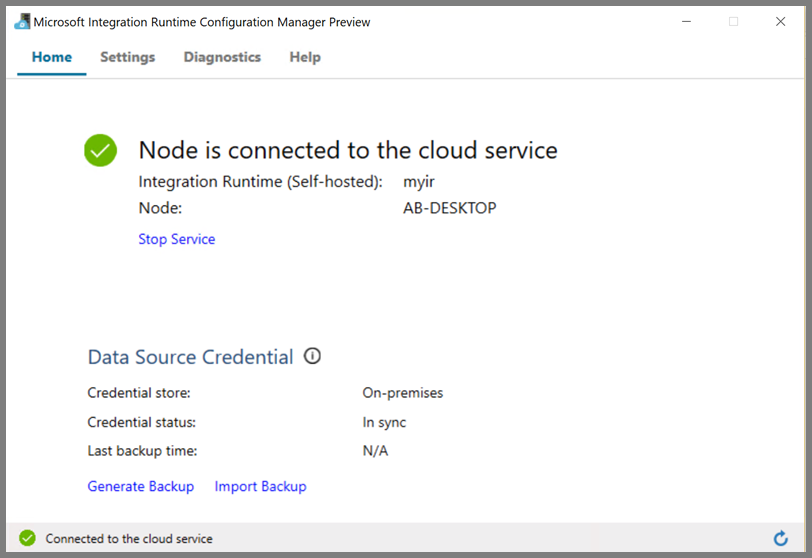 Microsoft Integration Runtime Configuration Manager Preview
Home Settings Diagnostics Help
Node is connected to the cloud service
Integration Runtime (Self-hosted): myir
Node: AB-DESKTOP
Stop Service
Data Source Credential
Credential store: On-premises
Credential status: In sync
Last backup time: N/A
Generate Backup Import Backup
Connected to the cloud service